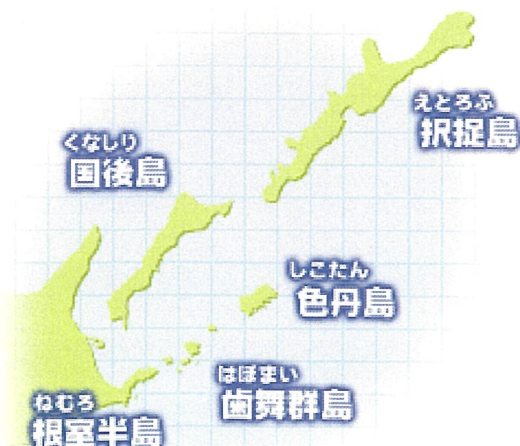 えとろふ
択捉島
くなしり
国後島
しこたん
色丹島
はぼまい
歯舞群島
ねむろ
根室半島